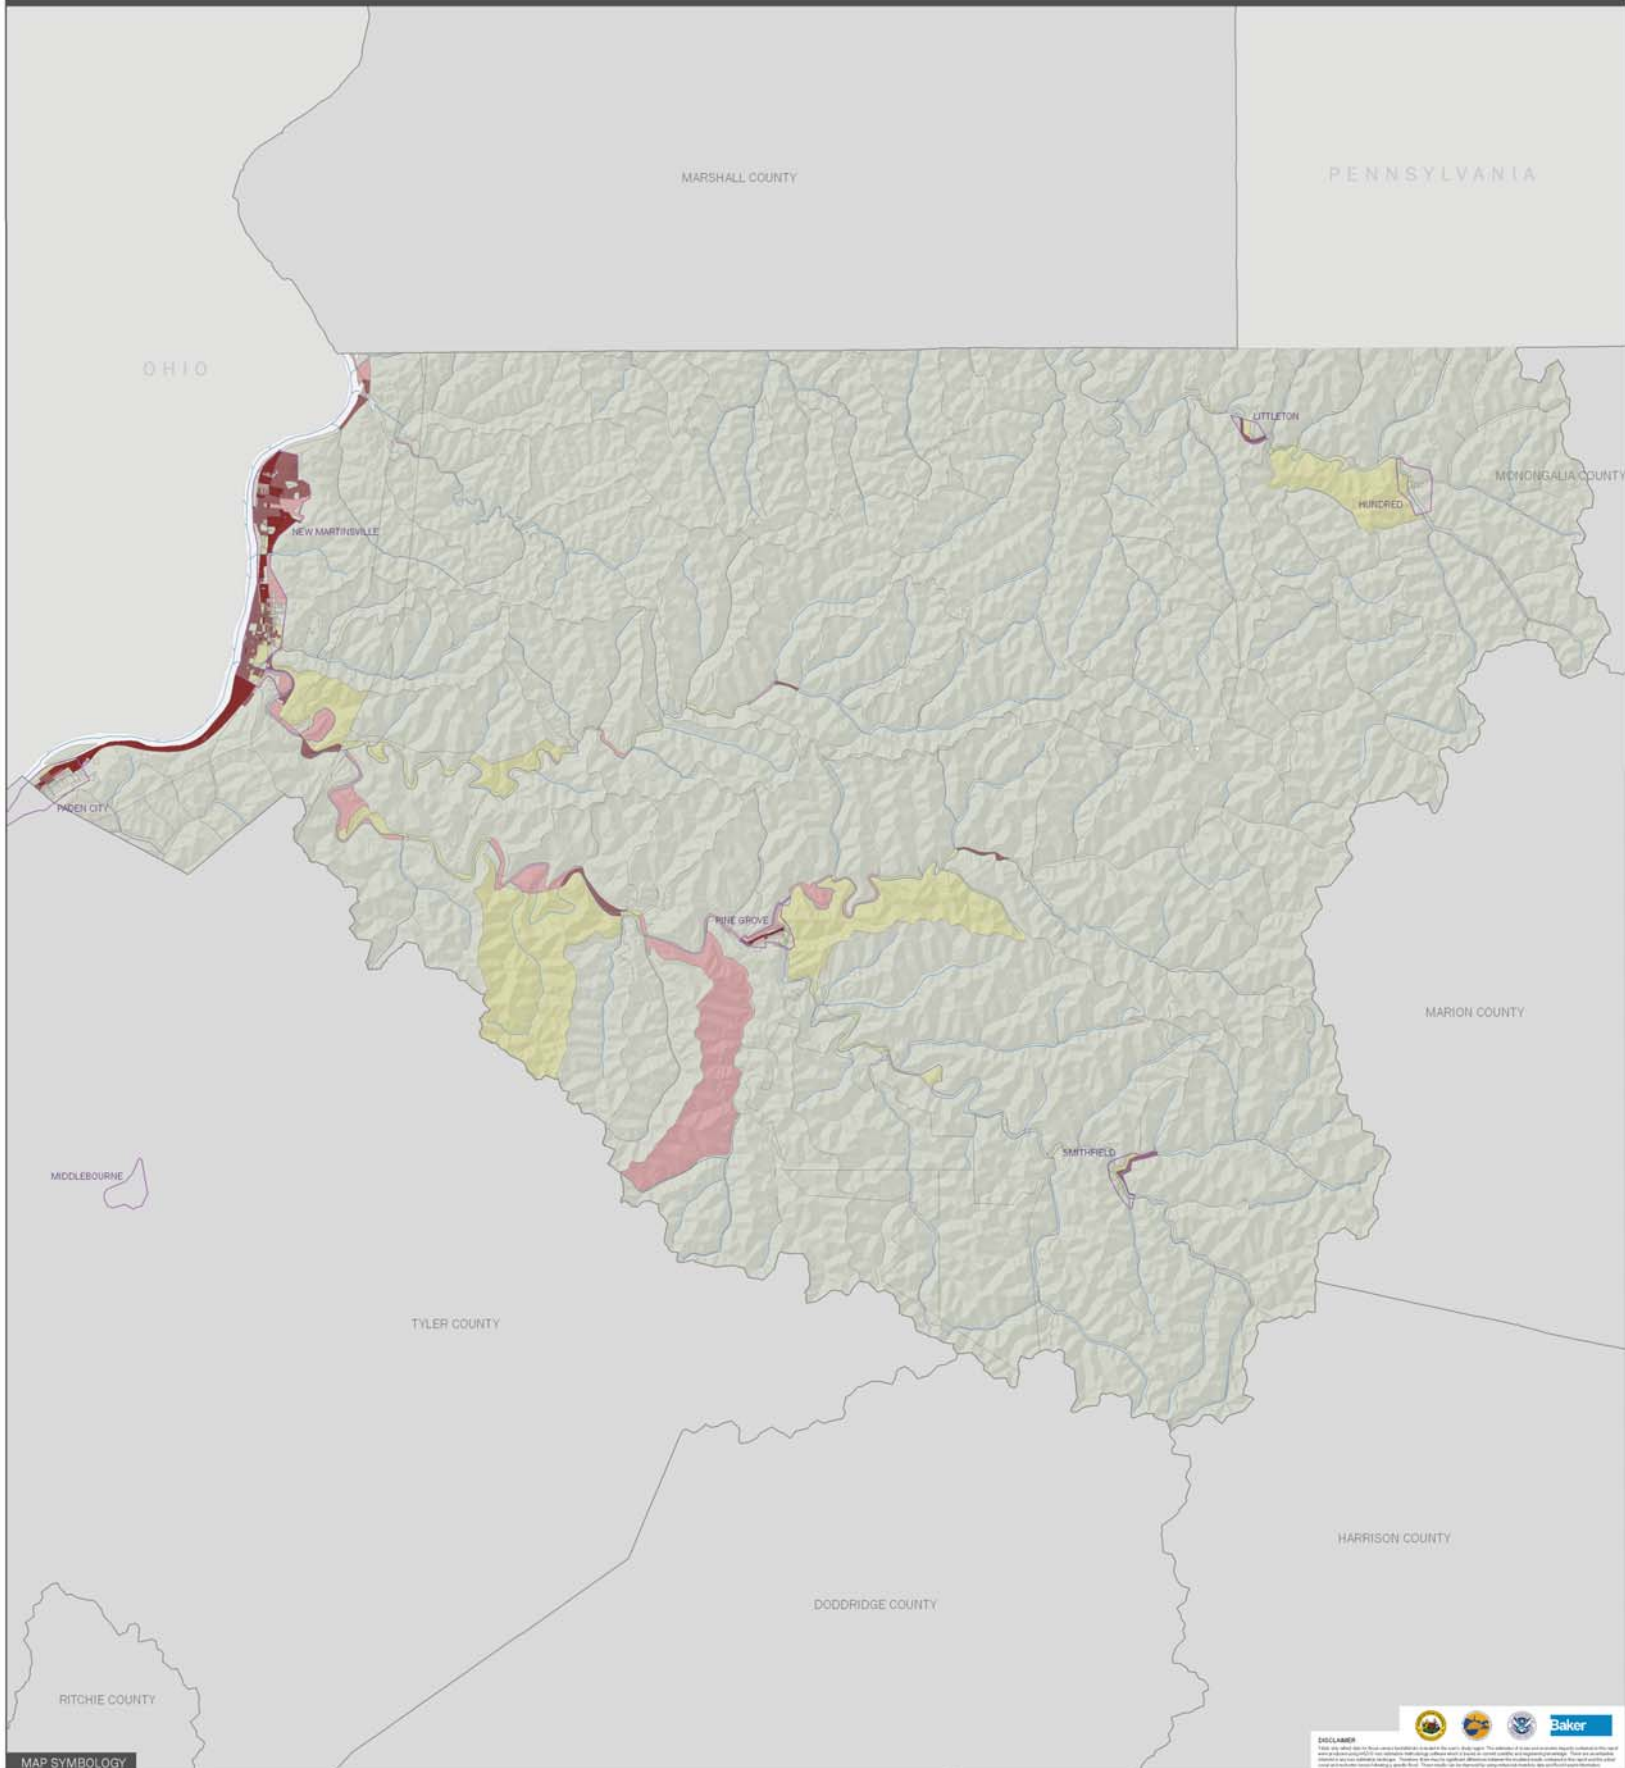 MARSHALL COUNTY
PENNSYLVANIA
OHIO
LITTLETON
MONONGALIA COUNTY
HUNDRED
NEW MARTINSVILLE
PADEN CITY
PINE GROVE
MARION COUNTY
SMITHFIELD
MIDDLEBOURNE
TYLER COUNTY
HARRISON COUNTY
DODDRIDGE COUNTY
RITCHIE COUNTY
Baker
DISCLAIMER
MAP SYMBOLOGY